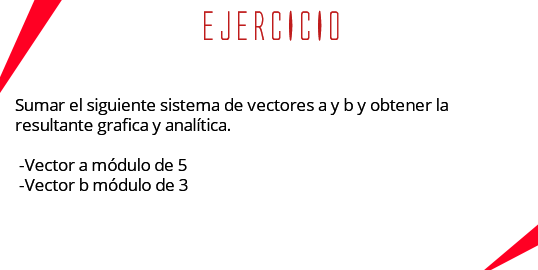 EJERCICIO
Sumar el siguiente sistema de vectores a y b y obtener la
resultante grafica y analítica.
-Vector a módulo de 5
-Vector b módulo de 3